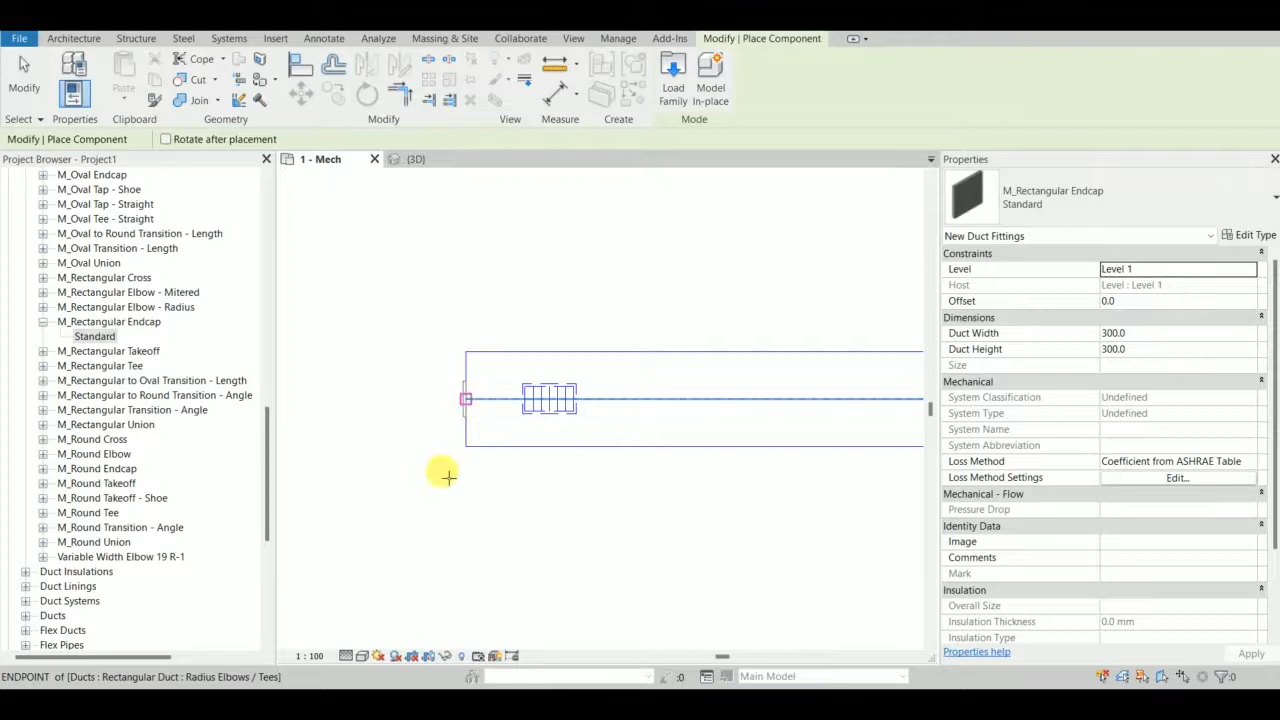 File Architecture Structure Steel Systems Insert Annotate Analyze Massing & Site Collaborate View Manage Add-Ins Modify | Place Component
Modify Paste Cope Cut Join Load Family Model In-place
Select Properties Clipboard Geometry Modify View Measure Create Mode
Modify | Place Component Rotate after placement
Project Browser - Project1
M_Oval Endcap
M_Oval Tap - Shoe
M_Oval Tap - Straight
M_Oval Tee - Straight
M_Oval to Round Transition - Length
M_Oval Transition - Length
M_Oval Union
M_Rectangular Cross
M_Rectangular Elbow - Mitered
M_Rectangular Elbow - Radius
M_Rectangular Endcap
Standard
M_Rectangular Takeoff
M_Rectangular Tee
M_Rectangular to Oval Transition - Length
M_Rectangular to Round Transition - Angle
M_Rectangular Transition - Angle
M_Rectangular Union
M_Round Cross
M_Round Elbow
M_Round Endcap
M_Round Takeoff
M_Round Takeoff - Shoe
M_Round Tee
M_Round Transition - Angle
M_Round Union
Variable Width Elbow 19 R-1
Duct Insulations
Duct Linings
Duct Systems
Ducts
Flex Ducts
Flex Pipes
1 - Mech {3D}
1 : 100
Properties
M_Rectangular Endcap
Standard
New Duct Fittings Edit Type
Constraints
Level Level 1
Host Level : Level 1
Offset 0.0
Dimensions
Duct Width 300.0
Duct Height 300.0
Size
Mechanical
System Classification Undefined
System Type Undefined
System Name
System Abbreviation
Loss Method Coefficient from ASHRAE Table
Loss Method Settings Edit...
Mechanical - Flow
Pressure Drop
Identity Data
Image
Comments
Mark
Insulation
Overall Size
Insulation Thickness 0.0 mm
Insulation Type
Properties help Apply
ENDPOINT of [Ducts : Rectangular Duct : Radius Elbows / Tees] :0 Main Model :0